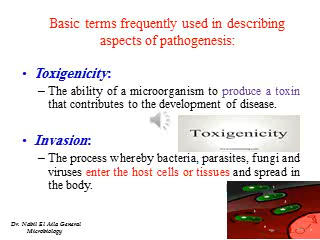 Basic terms frequently used in describing
aspects of pathogenesis:
• Toxigenicity:
– The ability of a microorganism to produce a toxin
that contributes to the development of disease.
Toxigenicity
• Invasion:
– The process whereby bacteria, parasites, fungi and
viruses enter the host cells or tissues and spread in
the body.
Dr. Nabil El Aila General
Microbiology